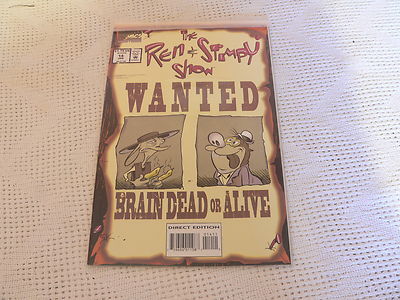 The
Ren & Stimpy
Show
WANTED
BRAIN DEAD OR ALIVE
DIRECT EDITION